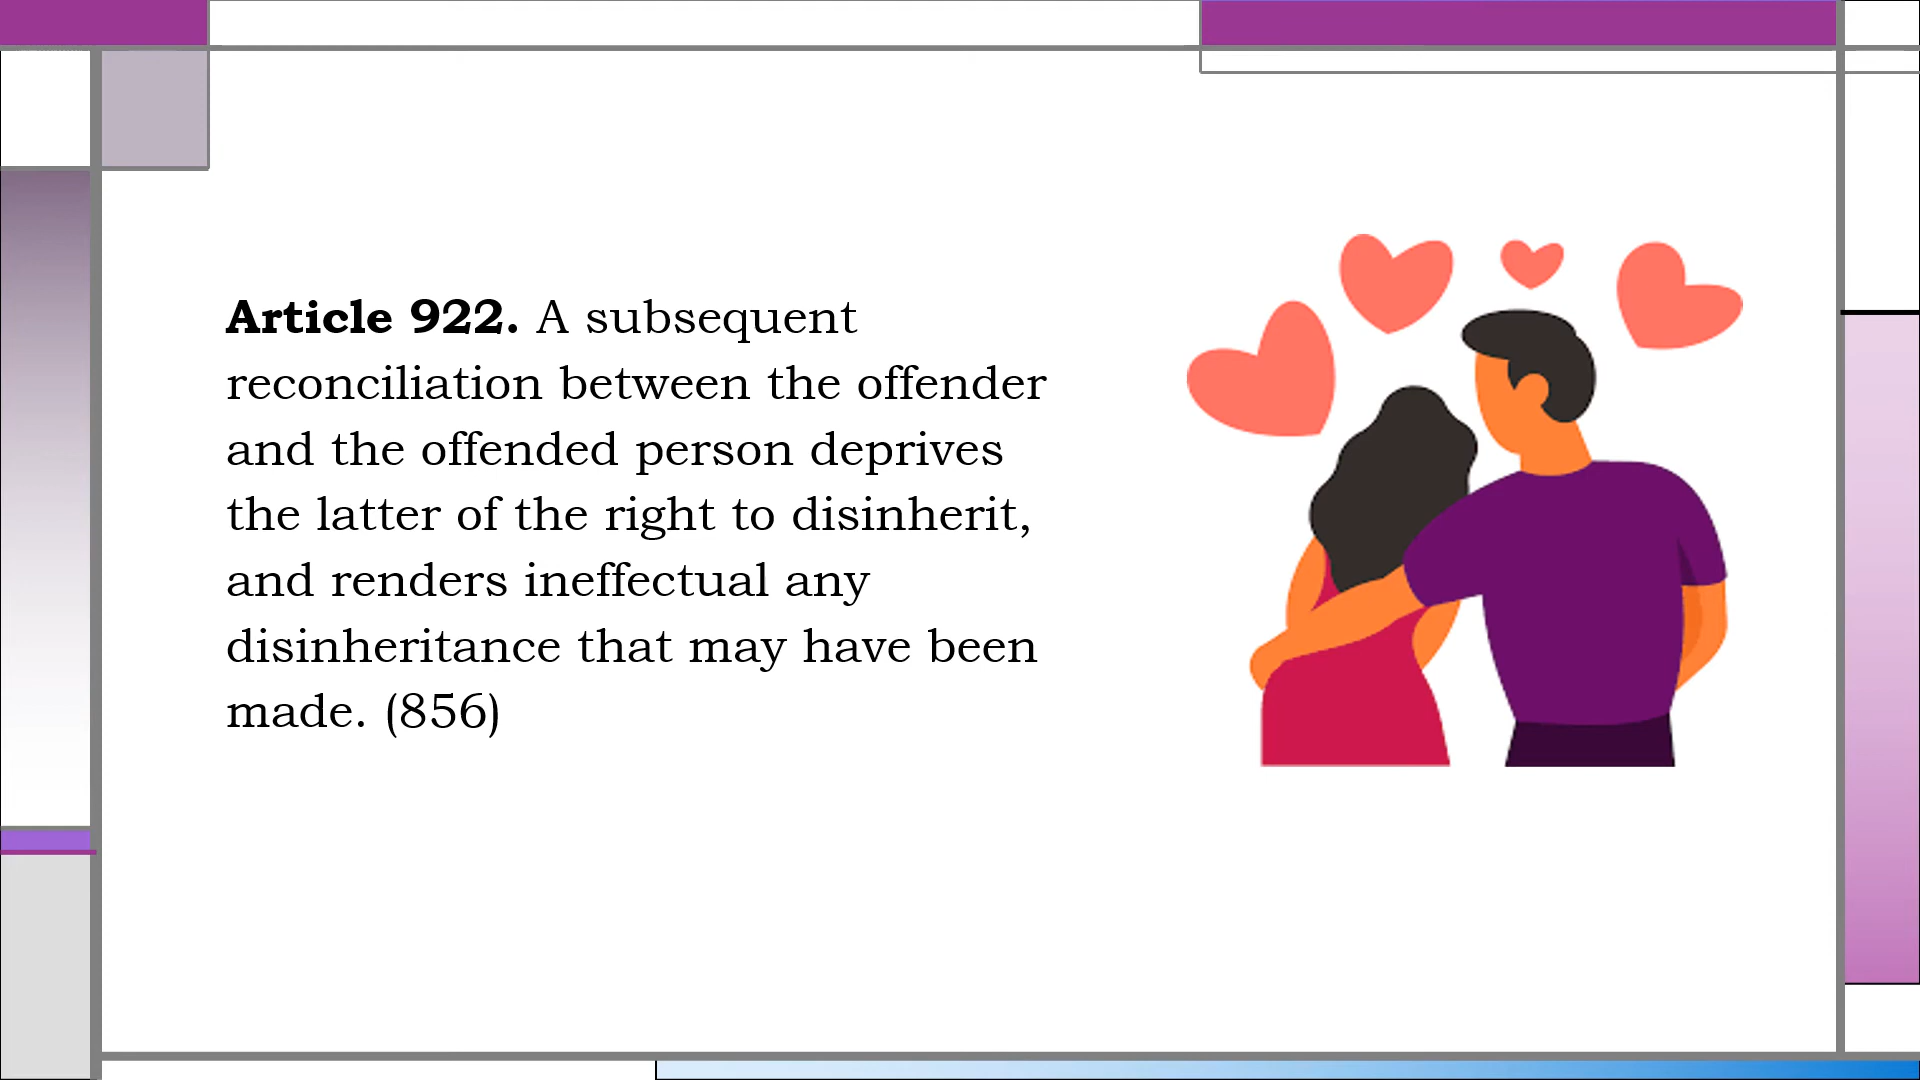 Article 922. A subsequent
reconciliation between the offender
and the offended person deprives
the latter of the right to disinherit,
and renders ineffectual any
disinheritance that may have been
made. (856)